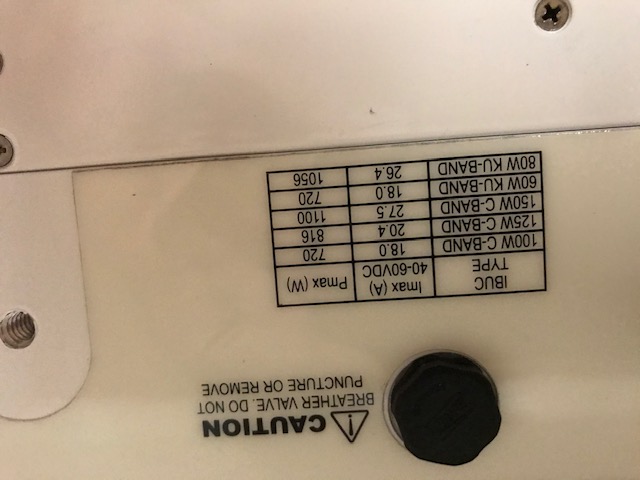 CAUTION
BREATHER VALVE. DO NOT
PUNCTURE OR REMOVE
IBUC TYPE Imax (A) 40-60VDC Pmax (W)
100W C-BAND 18.0 720
125W C-BAND 20.4 816
150W C-BAND 27.5 1100
60W KU-BAND 18.0 720
80W KU-BAND 26.4 1056